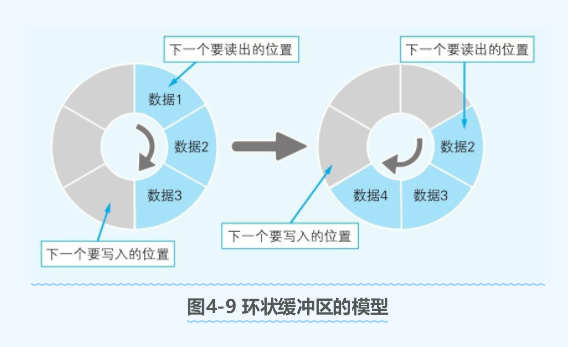 下一个要读出的位置
下一个要读出的位置
数据1
数据2
数据3
数据2
数据4
数据3
下一个要写入的位置
下一个要写入的位置
图4-9 环状缓冲区的模型